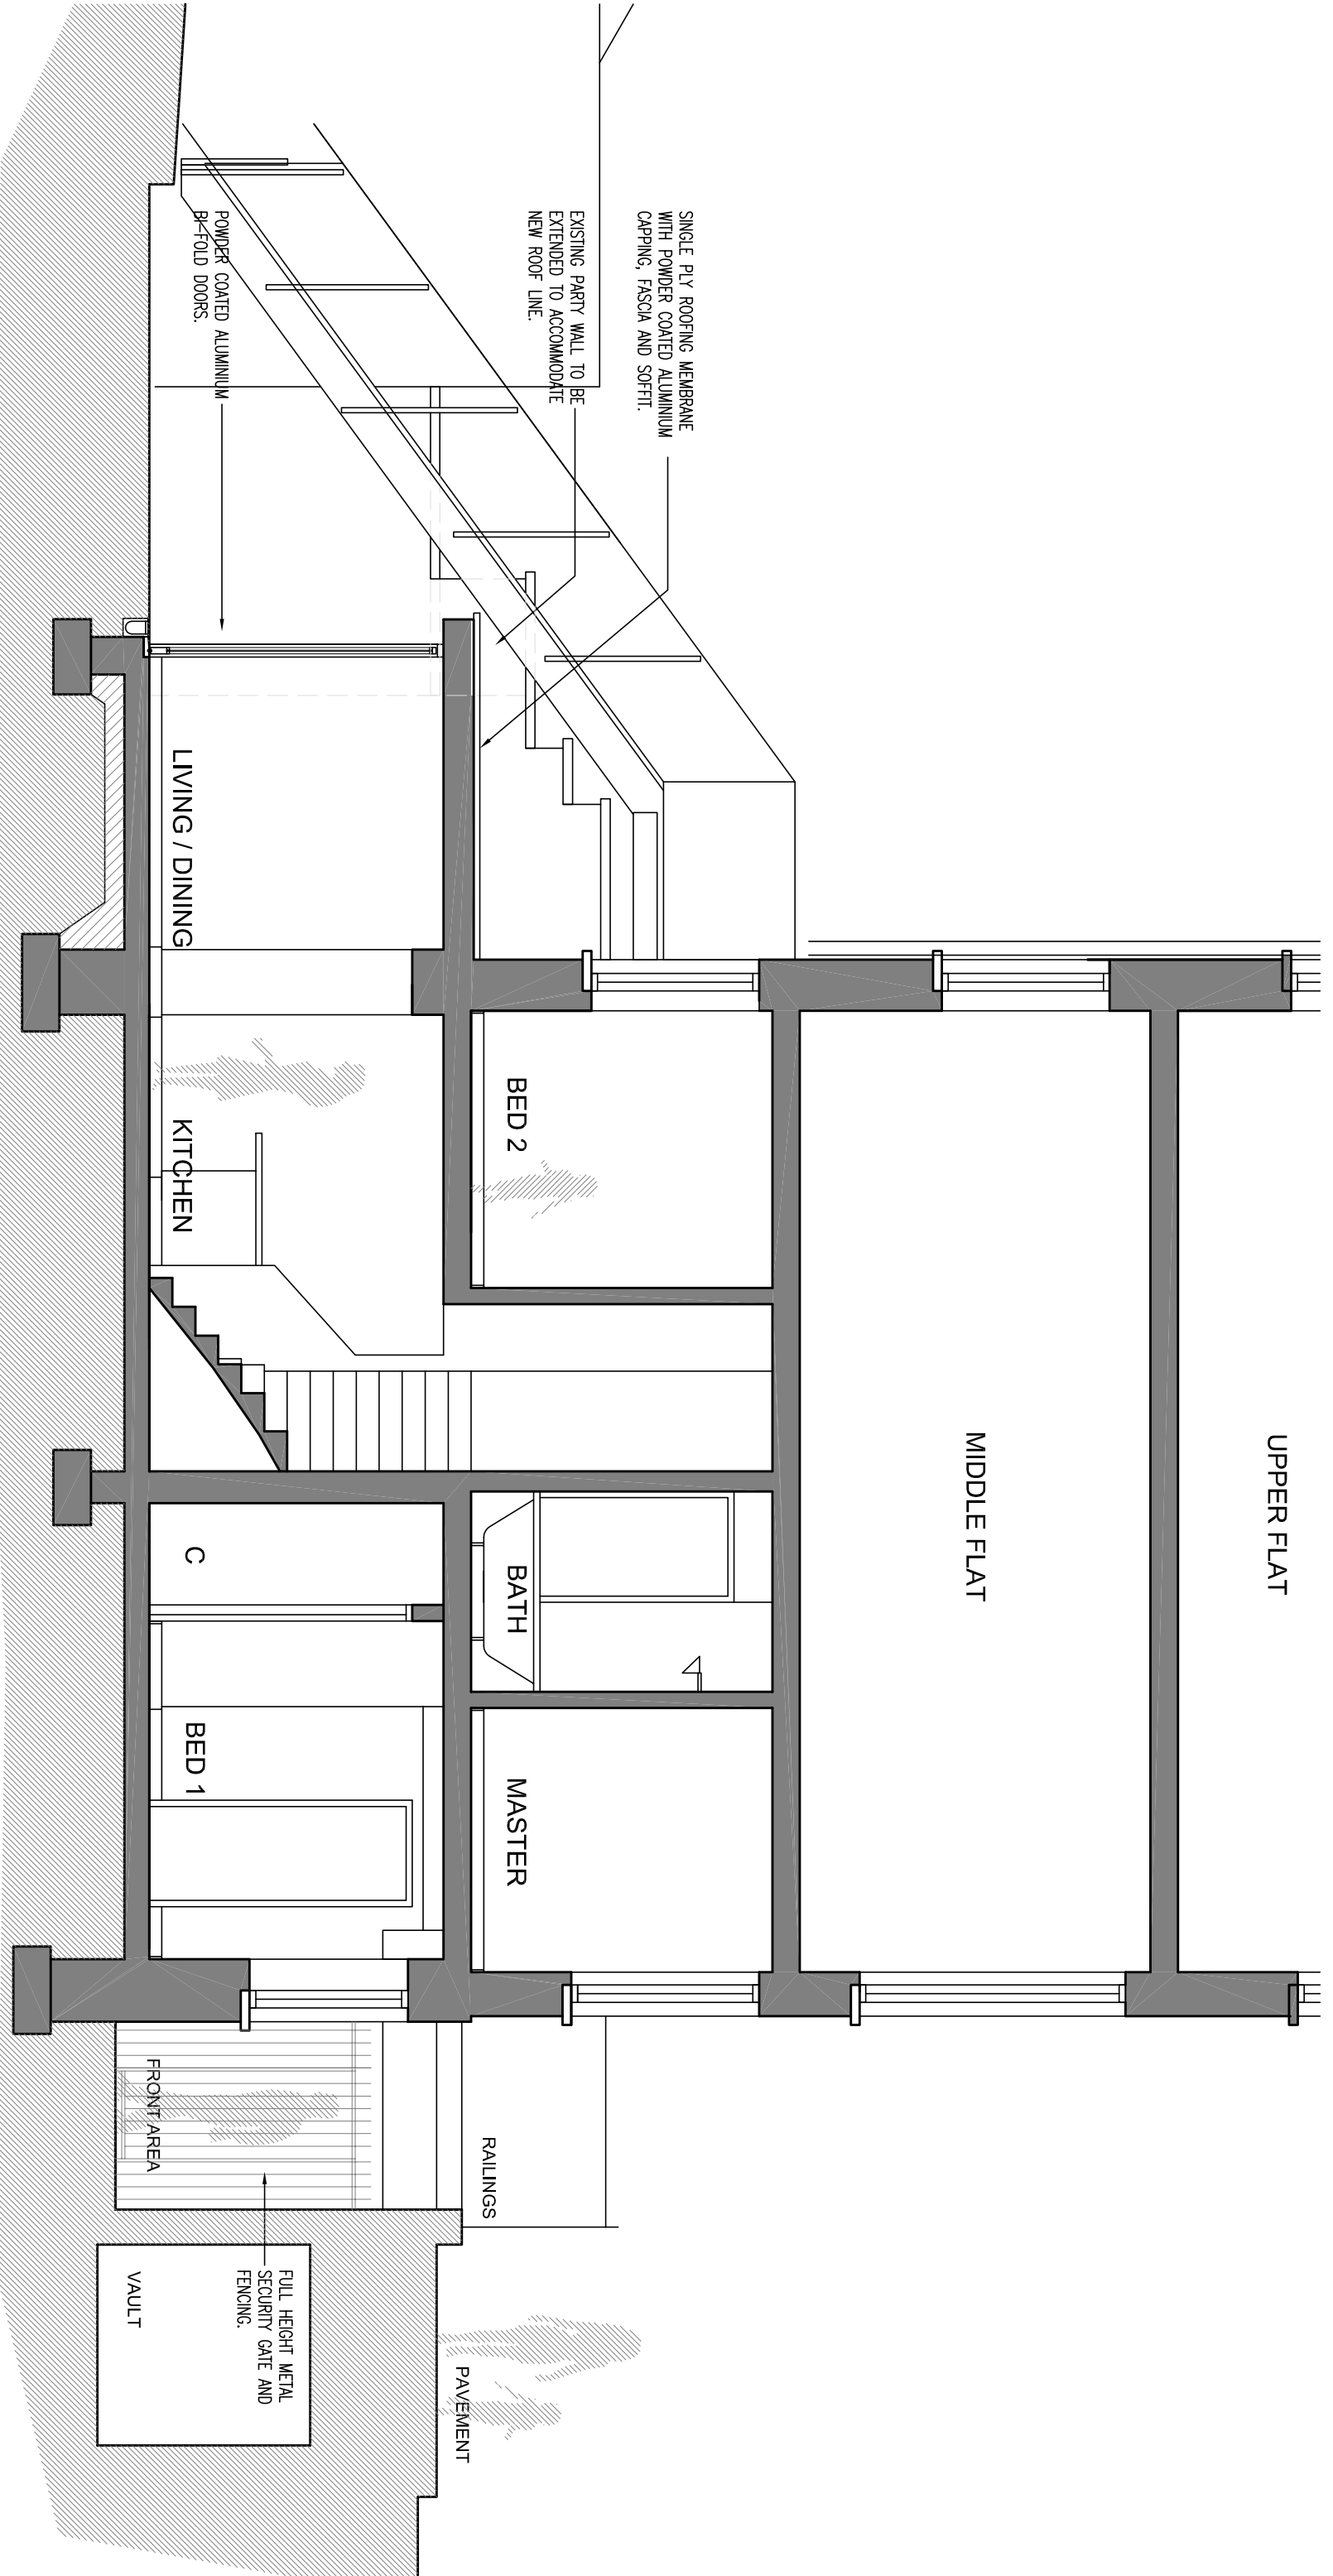 UPPER FLAT
MIDDLE FLAT
SINGLE PLY ROOFING MEMBRANE
WITH POWDER COATED ALUMINIUM
CAPPING, FASCIA AND SOFFIT.
EXISTING PARTY WALL TO BE
EXTENDED TO ACCOMMODATE
NEW ROOF LINE.
BED 2
BATH
MASTER
RAILINGS
PAVEMENT
POWDER COATED ALUMINIUM
BI-FOLD DOORS.
LIVING / DINING
KITCHEN
C
BED 1
FRONT AREA
FULL HEIGHT METAL
SECURITY GATE AND
FENCING.
VAULT